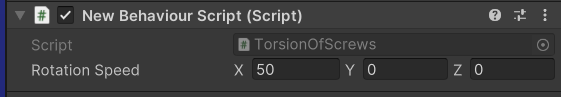 New Behaviour Script (Script)
Script TorsionOfScrews
Rotation Speed X 50 Y 0 Z 0